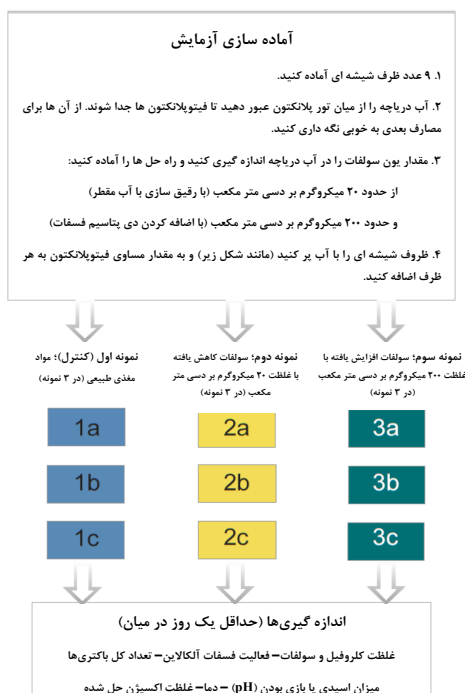 آماده سازی آزمایش
۱. ۹ عدد ظرف شیشه ای آماده کنید.
۲. آب دریاچه را از میان تور پلانکتون عبور دهید تا فیتوپلانکتون ها جدا شوند. از آن ها برای
مصارف بعدی به خوبی نگه داری کنید.
۳. مقدار یون سولفات را در آب دریاچه اندازه گیری کنید و راه حل ها را آماده کنید:
از حدود ۲۰ میکروگرم بر دسی متر مکعب (با رقیق سازی با آب مقطر)
و حدود ۲۰۰ میکروگرم بر دسی متر مکعب (با اضافه کردن دی پتاسیم فسفات)
۴. ظروف شیشه ای را با آب پر کنید (مانند شکل زیر) و به مقدار مساوی فیتوپلانکتون به هر
ظرف اضافه کنید.
نمونه سوم؛ سولفات افزایش یافته با
غلظت ۲۰۰ میکروگرم بر دسی متر مکعب
(در ۳ نمونه)
نمونه دوم؛ سولفات کاهش یافته
با غلظت ۲۰ میکروگرم بر دسی متر
مکعب (در ۳ نمونه)
نمونه اول (کنترل)؛ مواد
مغذی طبیعی (در ۳ نمونه)
1a 2a 3a
1b 2b 3b
1c 2c 3c
اندازه گیری‌ها (حداقل یک روز در میان)
غلظت کلروفیل و سولفات– فعالیت فسفات آلکالاین– تعداد کل باکتری‌ها
میزان اسیدی یا بازی بودن (pH) – دما– غلظت اکسیژن حل شده